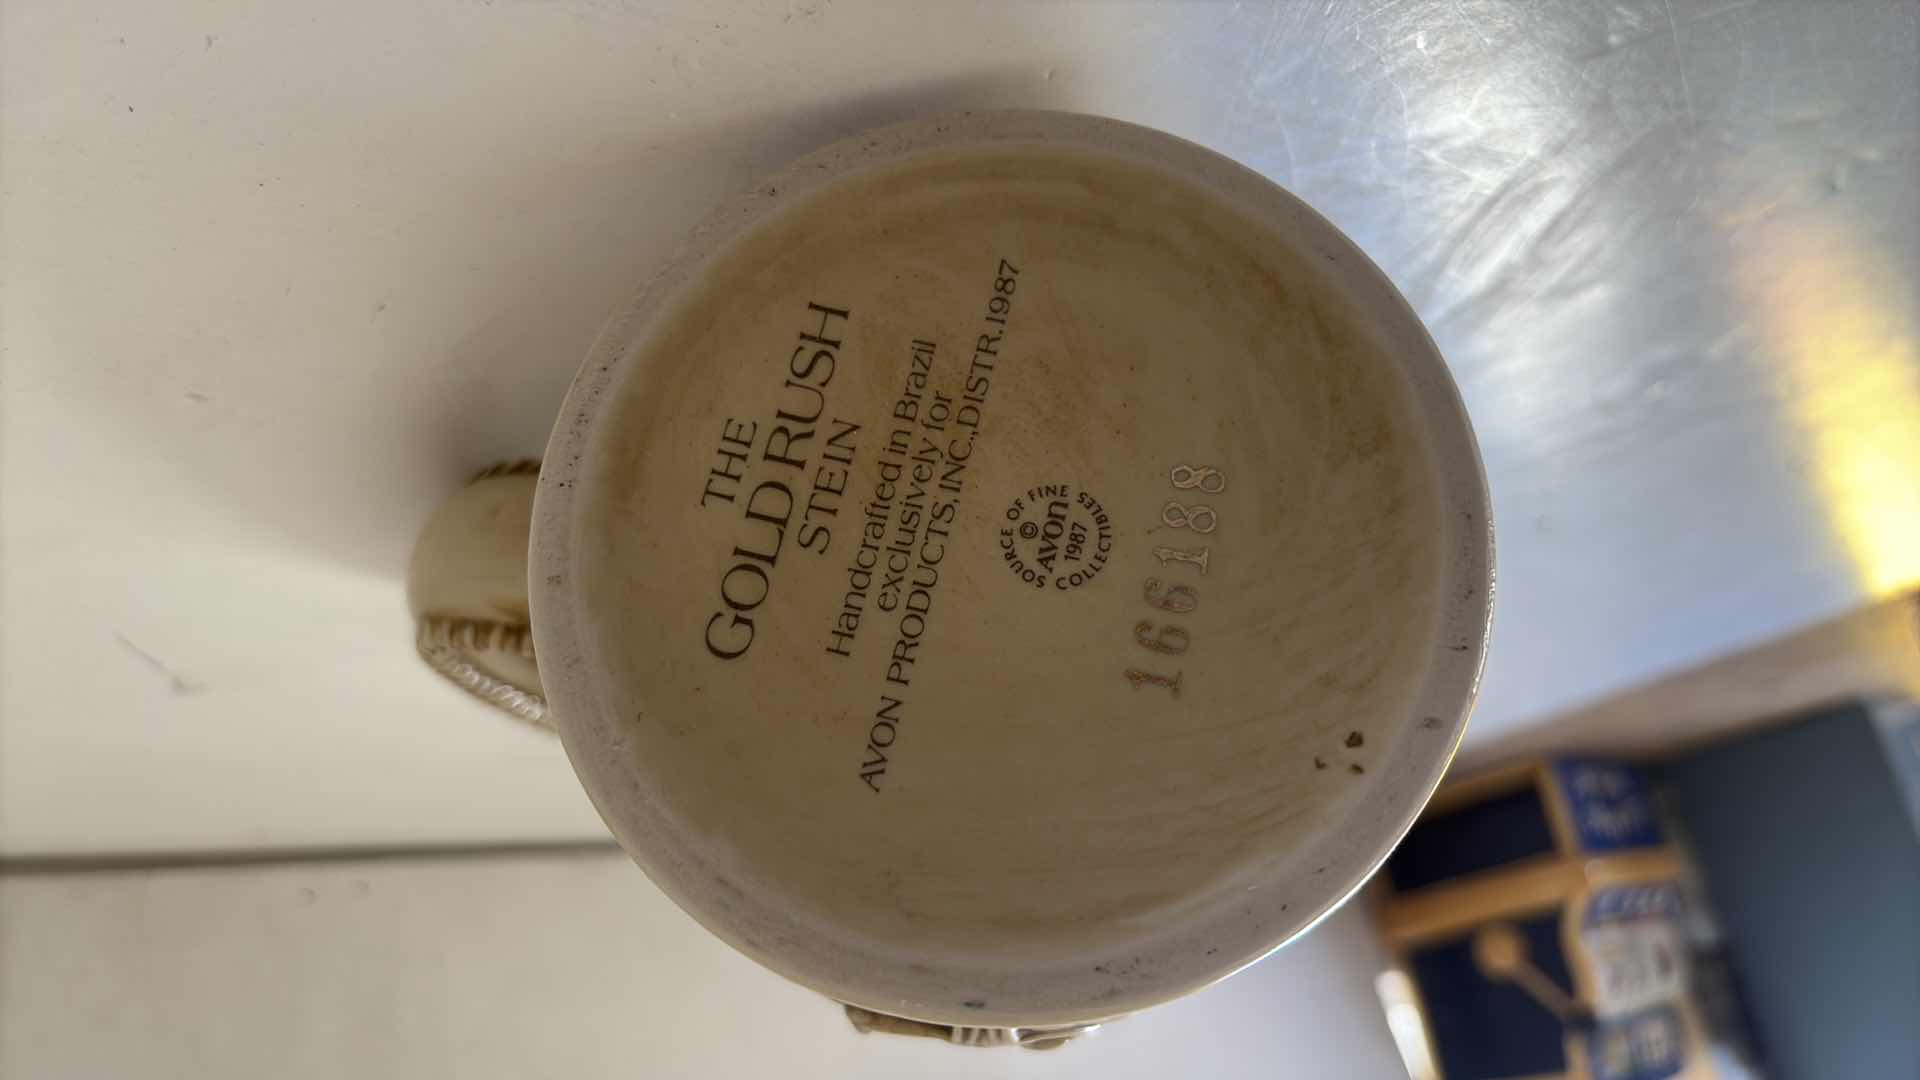 THE
GOLD RUSH
STEIN
Handcrafted in Brazil
exclusively for
AVON PRODUCTS, INC., DISTR. 1987
SOURCE OF FINE
©
AVON
1987
COLLECTIBLES
166188